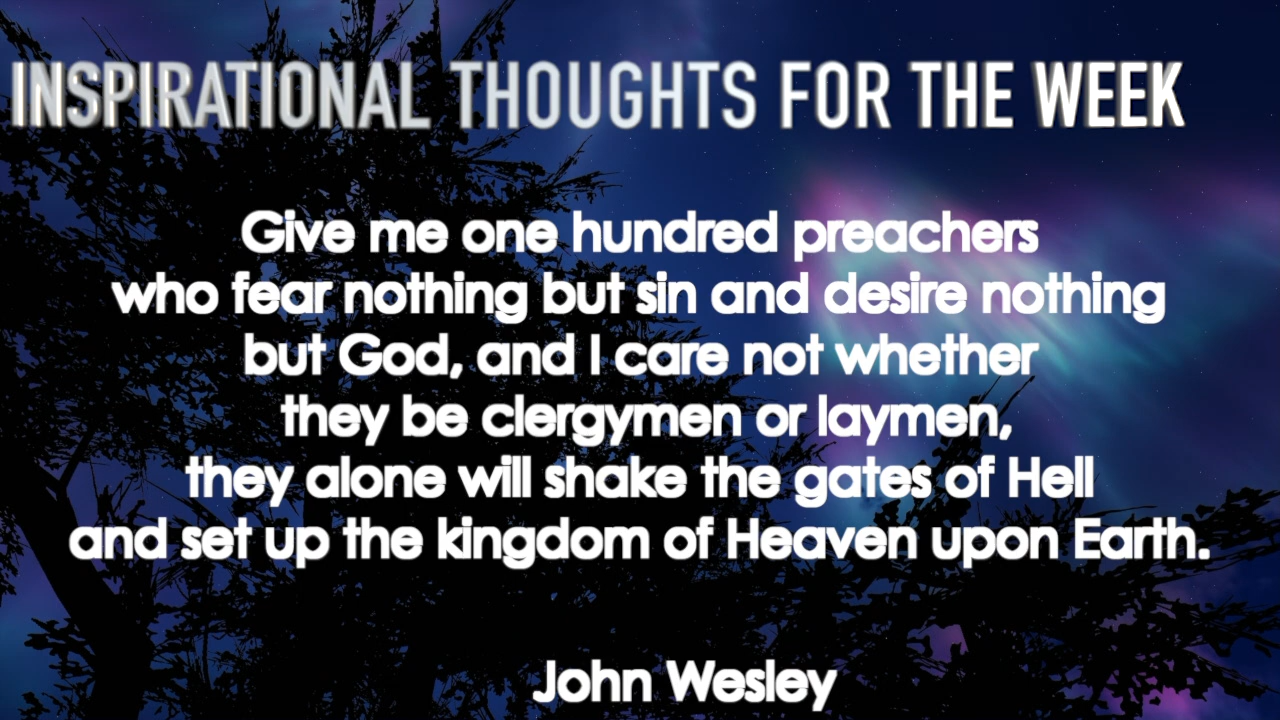 INSPIRATIONAL THOUGHTS FOR THE WEEK
Give me one hundred preachers
who fear nothing but sin and desire nothing
but God, and I care not whether
they be clergymen or laymen,
they alone will shake the gates of Hell
and set up the kingdom of Heaven upon Earth.
John Wesley